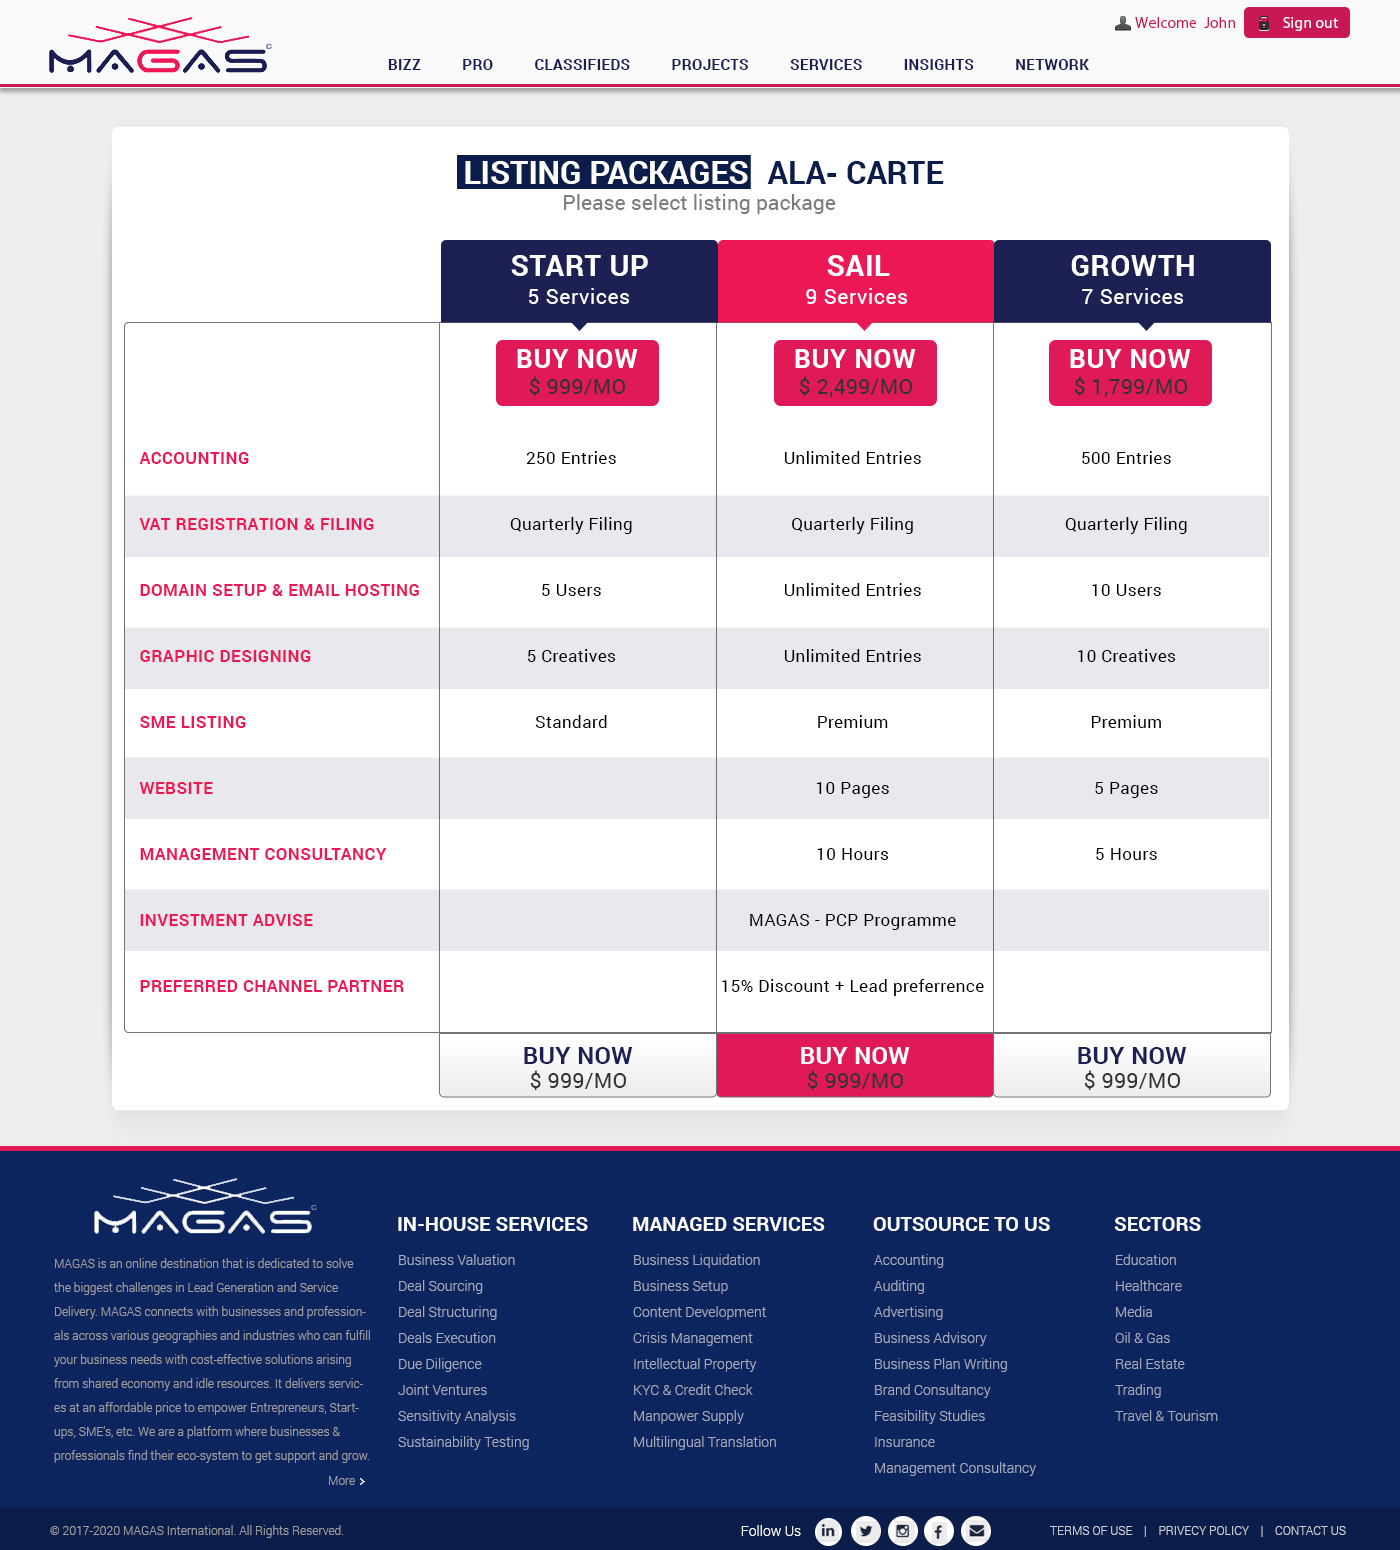 Welcome John
Sign out
MAGAS
BIZZ PRO CLASSIFIEDS PROJECTS SERVICES INSIGHTS NETWORK
LISTING PACKAGES ALA- CARTE
Please select listing package
START UP SAIL GROWTH
5 Services 9 Services 7 Services
BUY NOW BUY NOW BUY NOW
$ 999/MO $ 2,499/MO $ 1,799/MO
ACCOUNTING 250 Entries Unlimited Entries 500 Entries
VAT REGISTRATION & FILING Quarterly Filing Quarterly Filing Quarterly Filing
DOMAIN SETUP & EMAIL HOSTING 5 Users Unlimited Entries 10 Users
GRAPHIC DESIGNING 5 Creatives Unlimited Entries 10 Creatives
SME LISTING Standard Premium Premium
WEBSITE 10 Pages 5 Pages
MANAGEMENT CONSULTANCY 10 Hours 5 Hours
INVESTMENT ADVISE MAGAS - PCP Programme
PREFERRED CHANNEL PARTNER 15% Discount + Lead preferrence
BUY NOW BUY NOW BUY NOW
$ 999/MO $ 999/MO $ 999/MO
MAGAS
MAGAS is an online destination that is dedicated to solve
the biggest challenges in Lead Generation and Service
Delivery. MAGAS connects with businesses and profession-
als across various geographies and industries who can fulfill
your business needs with cost-effective solutions arising
from shared economy and idle resources. It delivers servic-
es at an affordable price to empower Entrepreneurs, Start-
ups, SME's, etc. We are a platform where businesses &
professionals find their eco-system to get support and grow.
More >
IN-HOUSE SERVICES
Business Valuation
Deal Sourcing
Deal Structuring
Deals Execution
Due Diligence
Joint Ventures
Sensitivity Analysis
Sustainability Testing
MANAGED SERVICES
Business Liquidation
Business Setup
Content Development
Crisis Management
Intellectual Property
KYC & Credit Check
Manpower Supply
Multilingual Translation
OUTSOURCE TO US
Accounting
Auditing
Advertising
Business Advisory
Business Plan Writing
Brand Consultancy
Feasibility Studies
Insurance
Management Consultancy
SECTORS
Education
Healthcare
Media
Oil & Gas
Real Estate
Trading
Travel & Tourism
© 2017-2020 MAGAS International. All Rights Reserved.
Follow Us
TERMS OF USE | PRIVECY POLICY | CONTACT US